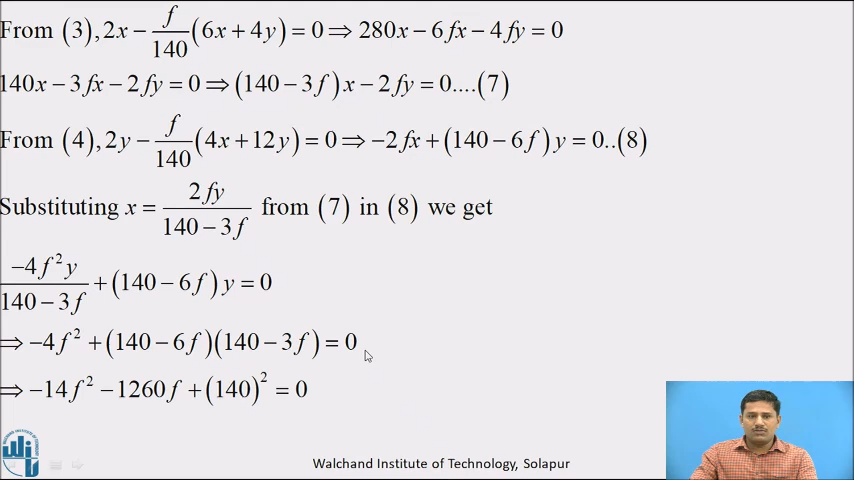 From (3), 2x − f/140 (6x + 4y) = 0 ⇒ 280x − 6fx − 4fy = 0
140x − 3fx − 2fy = 0 ⇒ (140 − 3f)x − 2fy = 0....(7)
From (4), 2y − f/140 (4x + 12y) = 0 ⇒ −2fx + (140 − 6f)y = 0..(8)
Substituting x = 2fy/(140 − 3f) from (7) in (8) we get
−4f²y/(140 − 3f) + (140 − 6f)y = 0
⇒ −4f² + (140 − 6f)(140 − 3f) = 0
⇒ −14f² − 1260f + (140)² = 0
Walchand Institute of Technology, Solapur